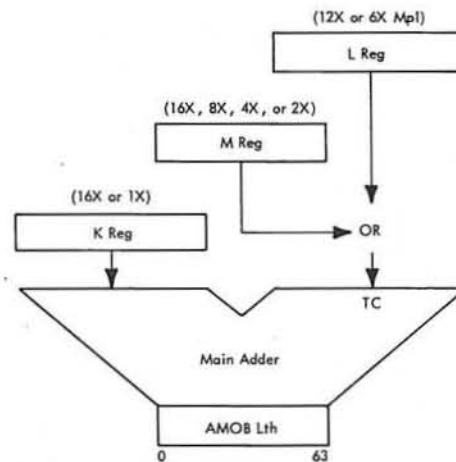 (12X or 6X Mpl)
L Reg
(16X, 8X, 4X, or 2X)
M Reg
(16X or 1X)
K Reg
OR
TC
Main Adder
AMOB Lth
0 63